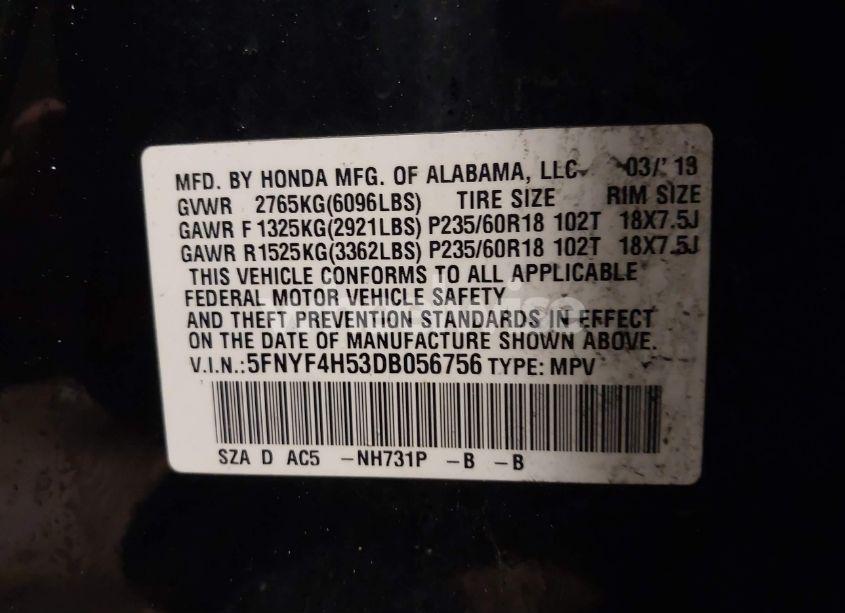 MFD. BY HONDA MFG. OF ALABAMA, LLC 03/'13
GVWR 2765KG(6096LBS) TIRE SIZE RIM SIZE
GAWR F 1325KG(2921LBS) P235/60R18 102T 18X7.5J
GAWR R 1525KG(3362LBS) P235/60R18 102T 18X7.5J
THIS VEHICLE CONFORMS TO ALL APPLICABLE
FEDERAL MOTOR VEHICLE SAFETY
AND THEFT PREVENTION STANDARDS IN EFFECT
ON THE DATE OF MANUFACTURE SHOWN ABOVE.
V.I.N.:5FNYF4H53DB056756 TYPE: MPV
SZA D AC5 -NH731P -B -B